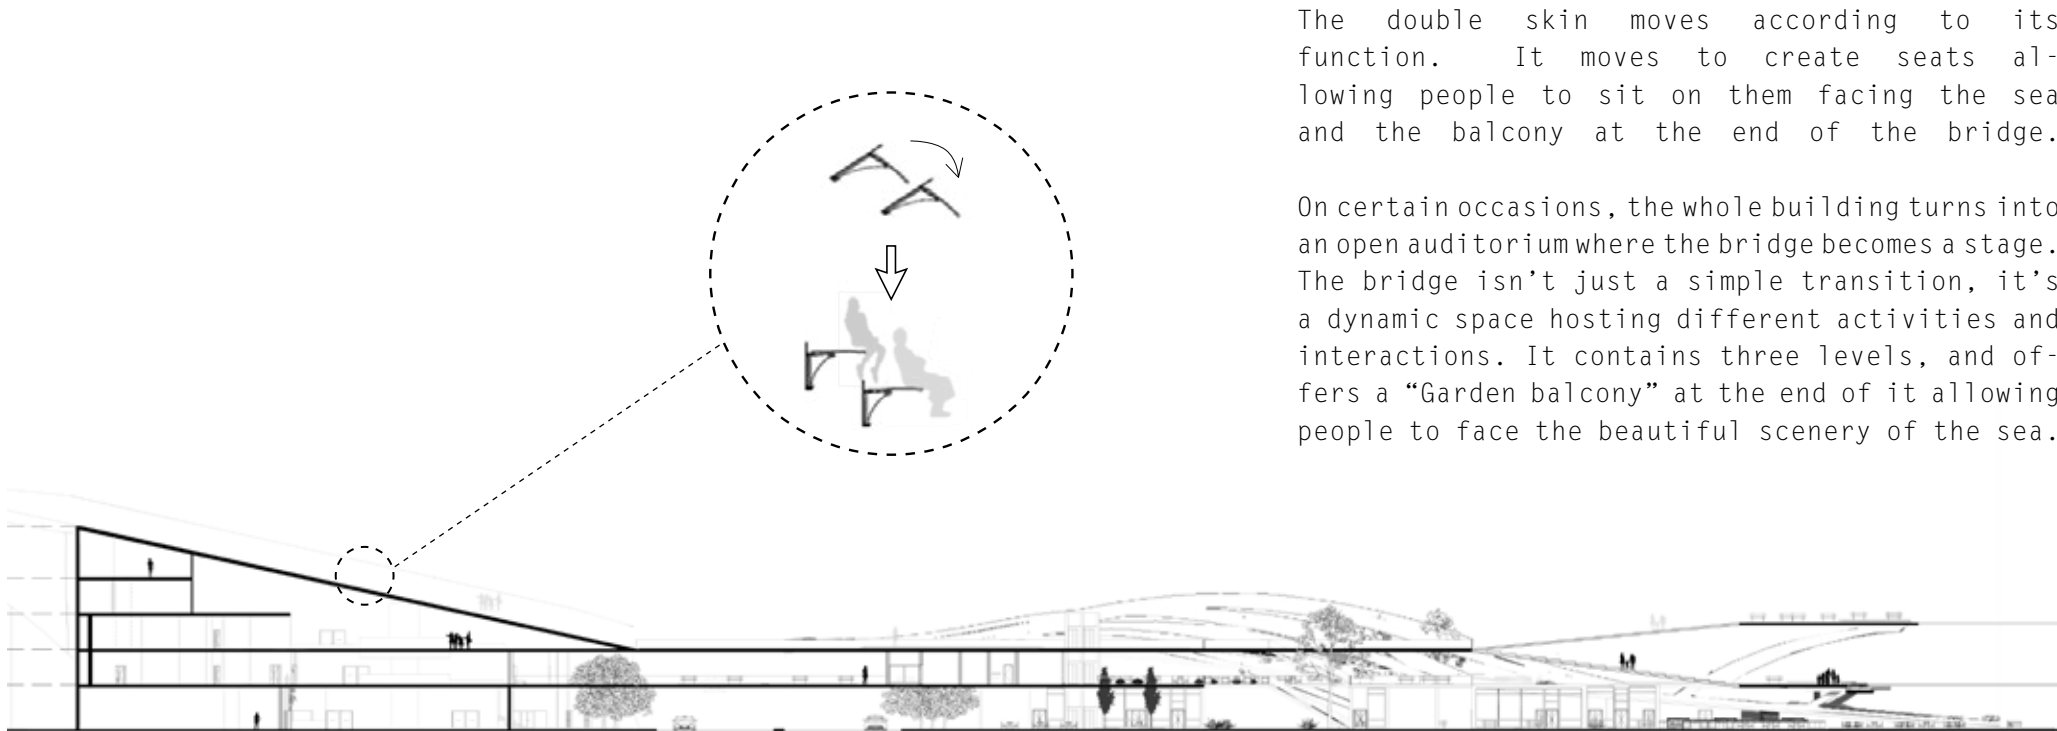 The double skin moves according to its
function. It moves to create seats al-
lowing people to sit on them facing the sea
and the balcony at the end of the bridge.
On certain occasions, the whole building turns into
an open auditorium where the bridge becomes a stage.
The bridge isn’t just a simple transition, it’s
a dynamic space hosting different activities and
interactions. It contains three levels, and of-
fers a “Garden balcony” at the end of it allowing
people to face the beautiful scenery of the sea.